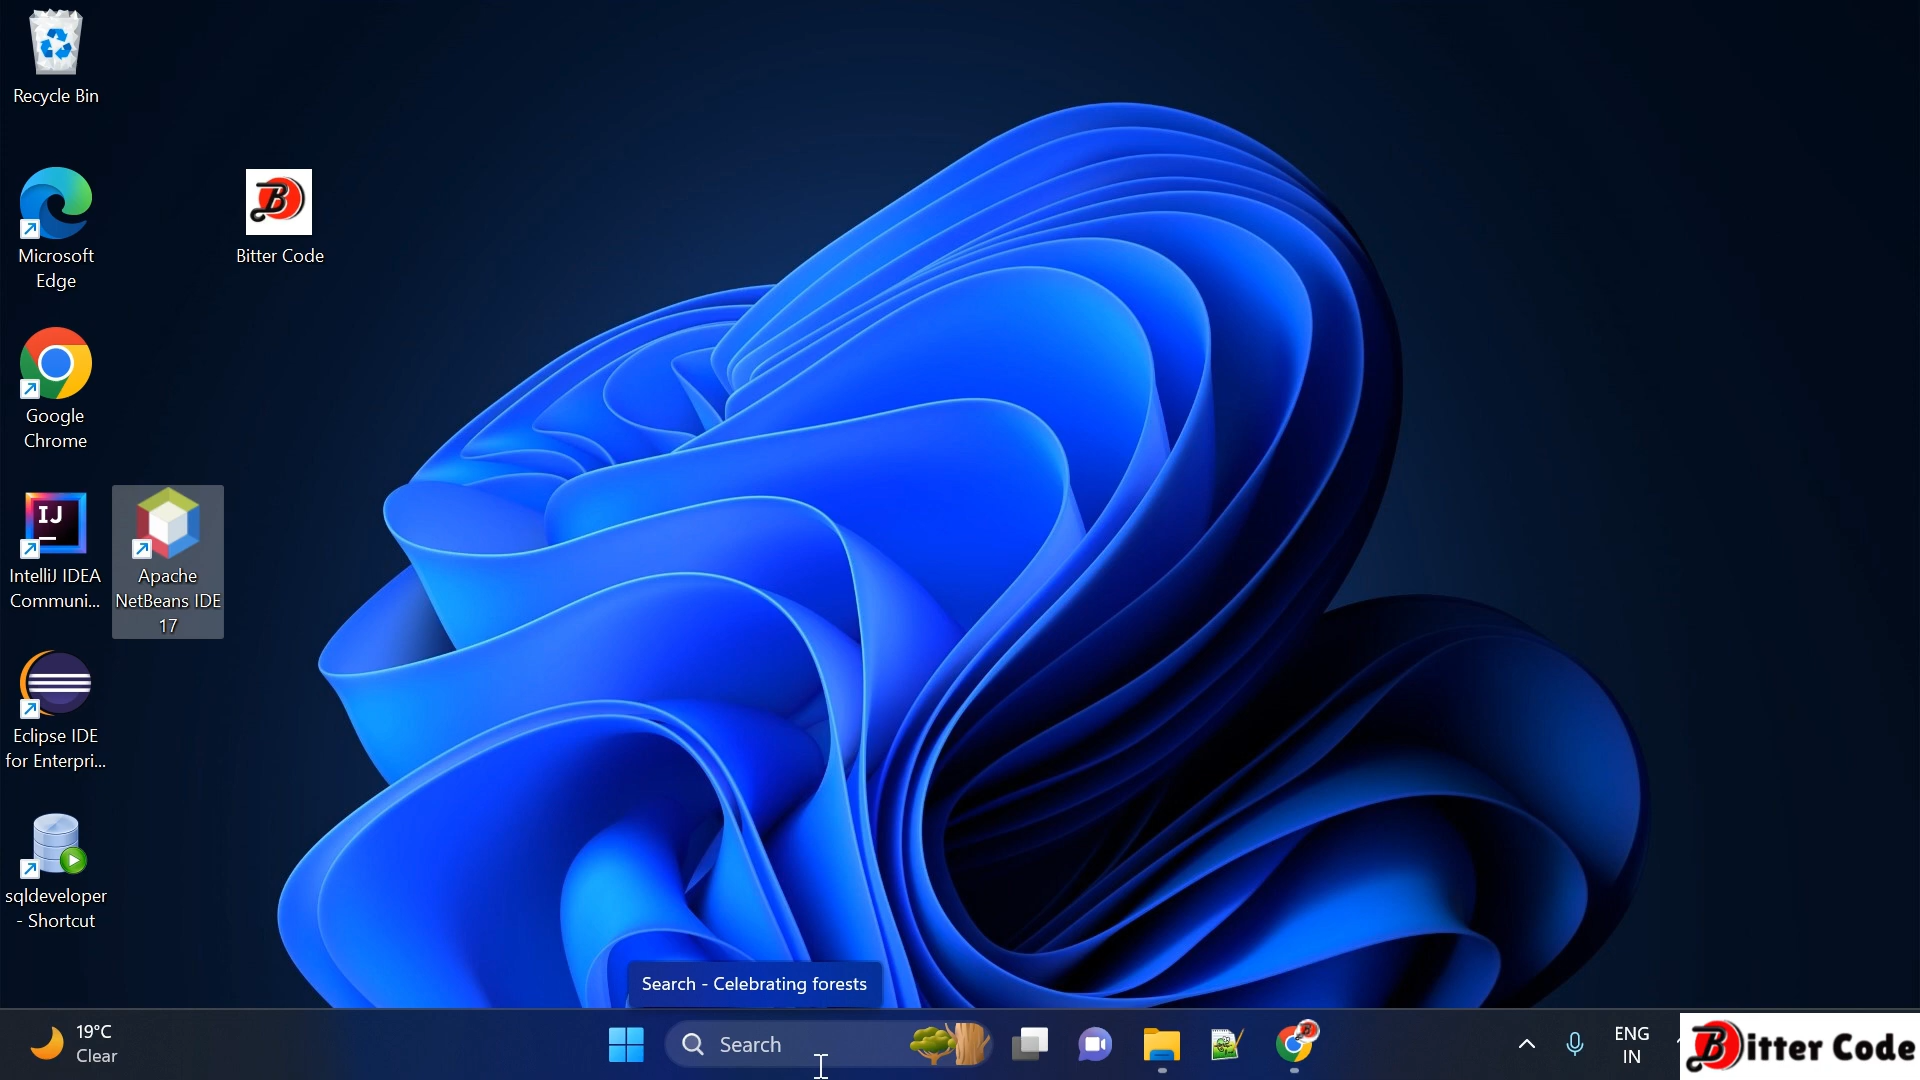 Recycle Bin
Microsoft
Edge
Bitter Code
Google
Chrome
IJ
IntelliJ IDEA
Communi...
Apache
NetBeans IDE
17
Eclipse IDE
for Enterpri...
sqldeveloper
- Shortcut
Search - Celebrating forests
19°C
Clear
Search
ENG
IN
Bitter Code